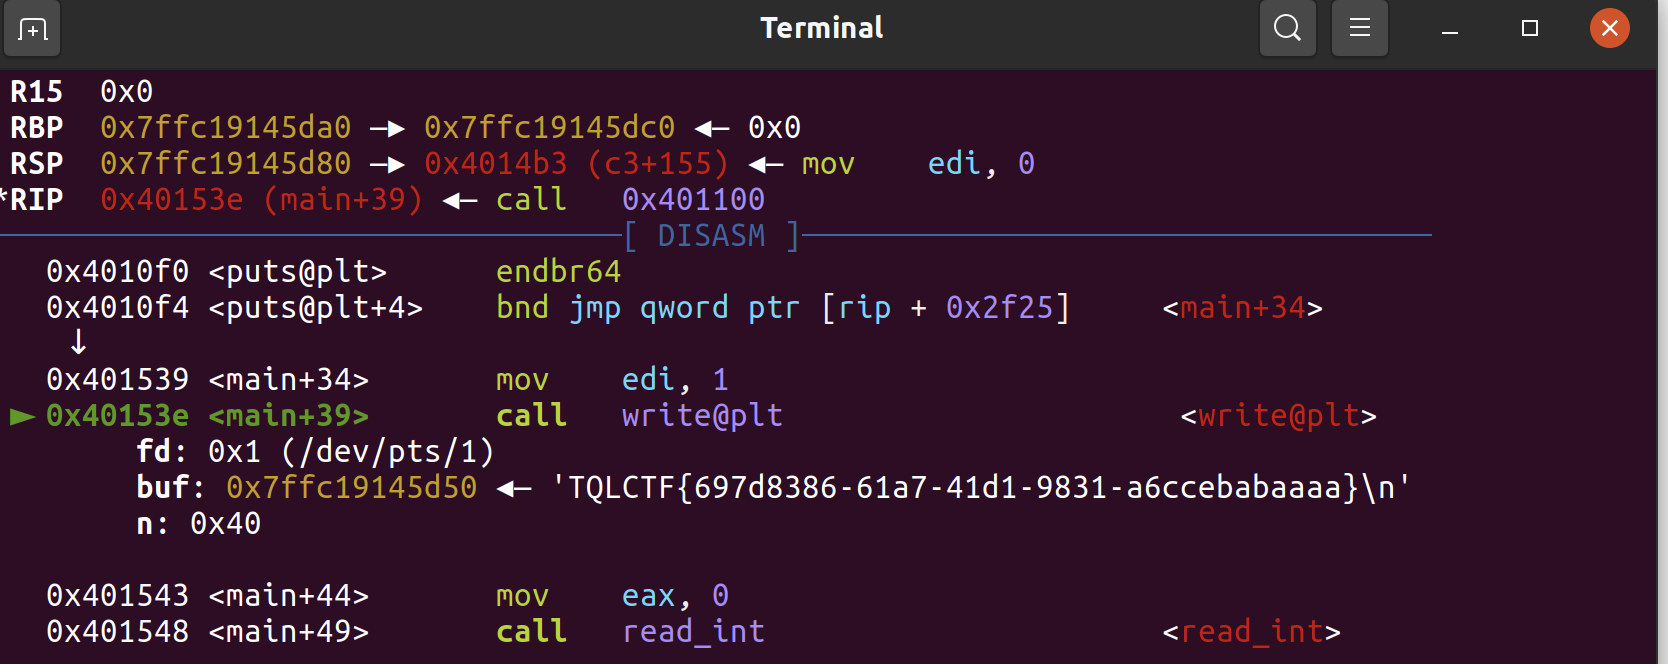 Terminal
R15 0x0
RBP 0x7ffc19145da0 —▸ 0x7ffc19145dc0 ◂— 0x0
RSP 0x7ffc19145d80 —▸ 0x4014b3 (c3+155) ◂— mov edi, 0
*RIP 0x40153e (main+39) ◂— call 0x401100
[ DISASM ]
0x4010f0 <puts@plt> endbr64
0x4010f4 <puts@plt+4> bnd jmp qword ptr [rip + 0x2f25] <main+34>
↓
0x401539 <main+34> mov edi, 1
► 0x40153e <main+39> call write@plt <write@plt>
fd: 0x1 (/dev/pts/1)
buf: 0x7ffc19145d50 ◂— 'TQLCTF{697d8386-61a7-41d1-9831-a6ccebabaaaa}\n'
n: 0x40
0x401543 <main+44> mov eax, 0
0x401548 <main+49> call read_int <read_int>